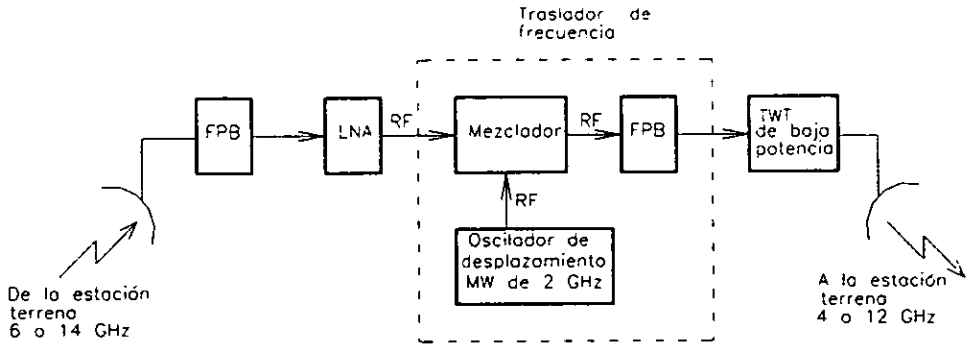 Traslador de
frecuencia
FPB
LNA
RF
Mezclador
RF
FPB
TWT
de bajo
potencia
RF
Oscilador de
desplazamiento
MW de 2 GHz
De la estación
terrena
6 o 14 GHz
A la estación
terrena
4 o 12 GHz